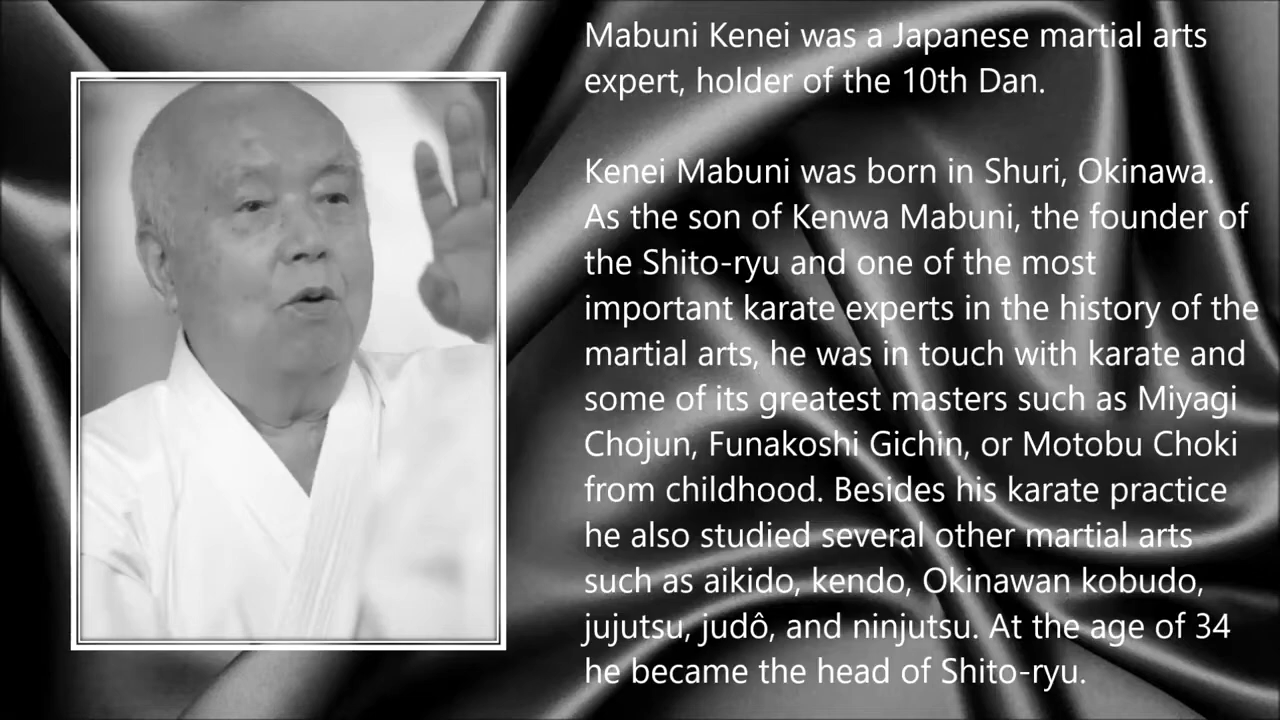 Mabuni Kenei was a Japanese martial arts
expert, holder of the 10th Dan.
Kenei Mabuni was born in Shuri, Okinawa.
As the son of Kenwa Mabuni, the founder of
the Shito-ryu and one of the most
important karate experts in the history of the
martial arts, he was in touch with karate and
some of its greatest masters such as Miyagi
Chojun, Funakoshi Gichin, or Motobu Choki
from childhood. Besides his karate practice
he also studied several other martial arts
such as aikido, kendo, Okinawan kobudo,
jujutsu, judô, and ninjutsu. At the age of 34
he became the head of Shito-ryu.